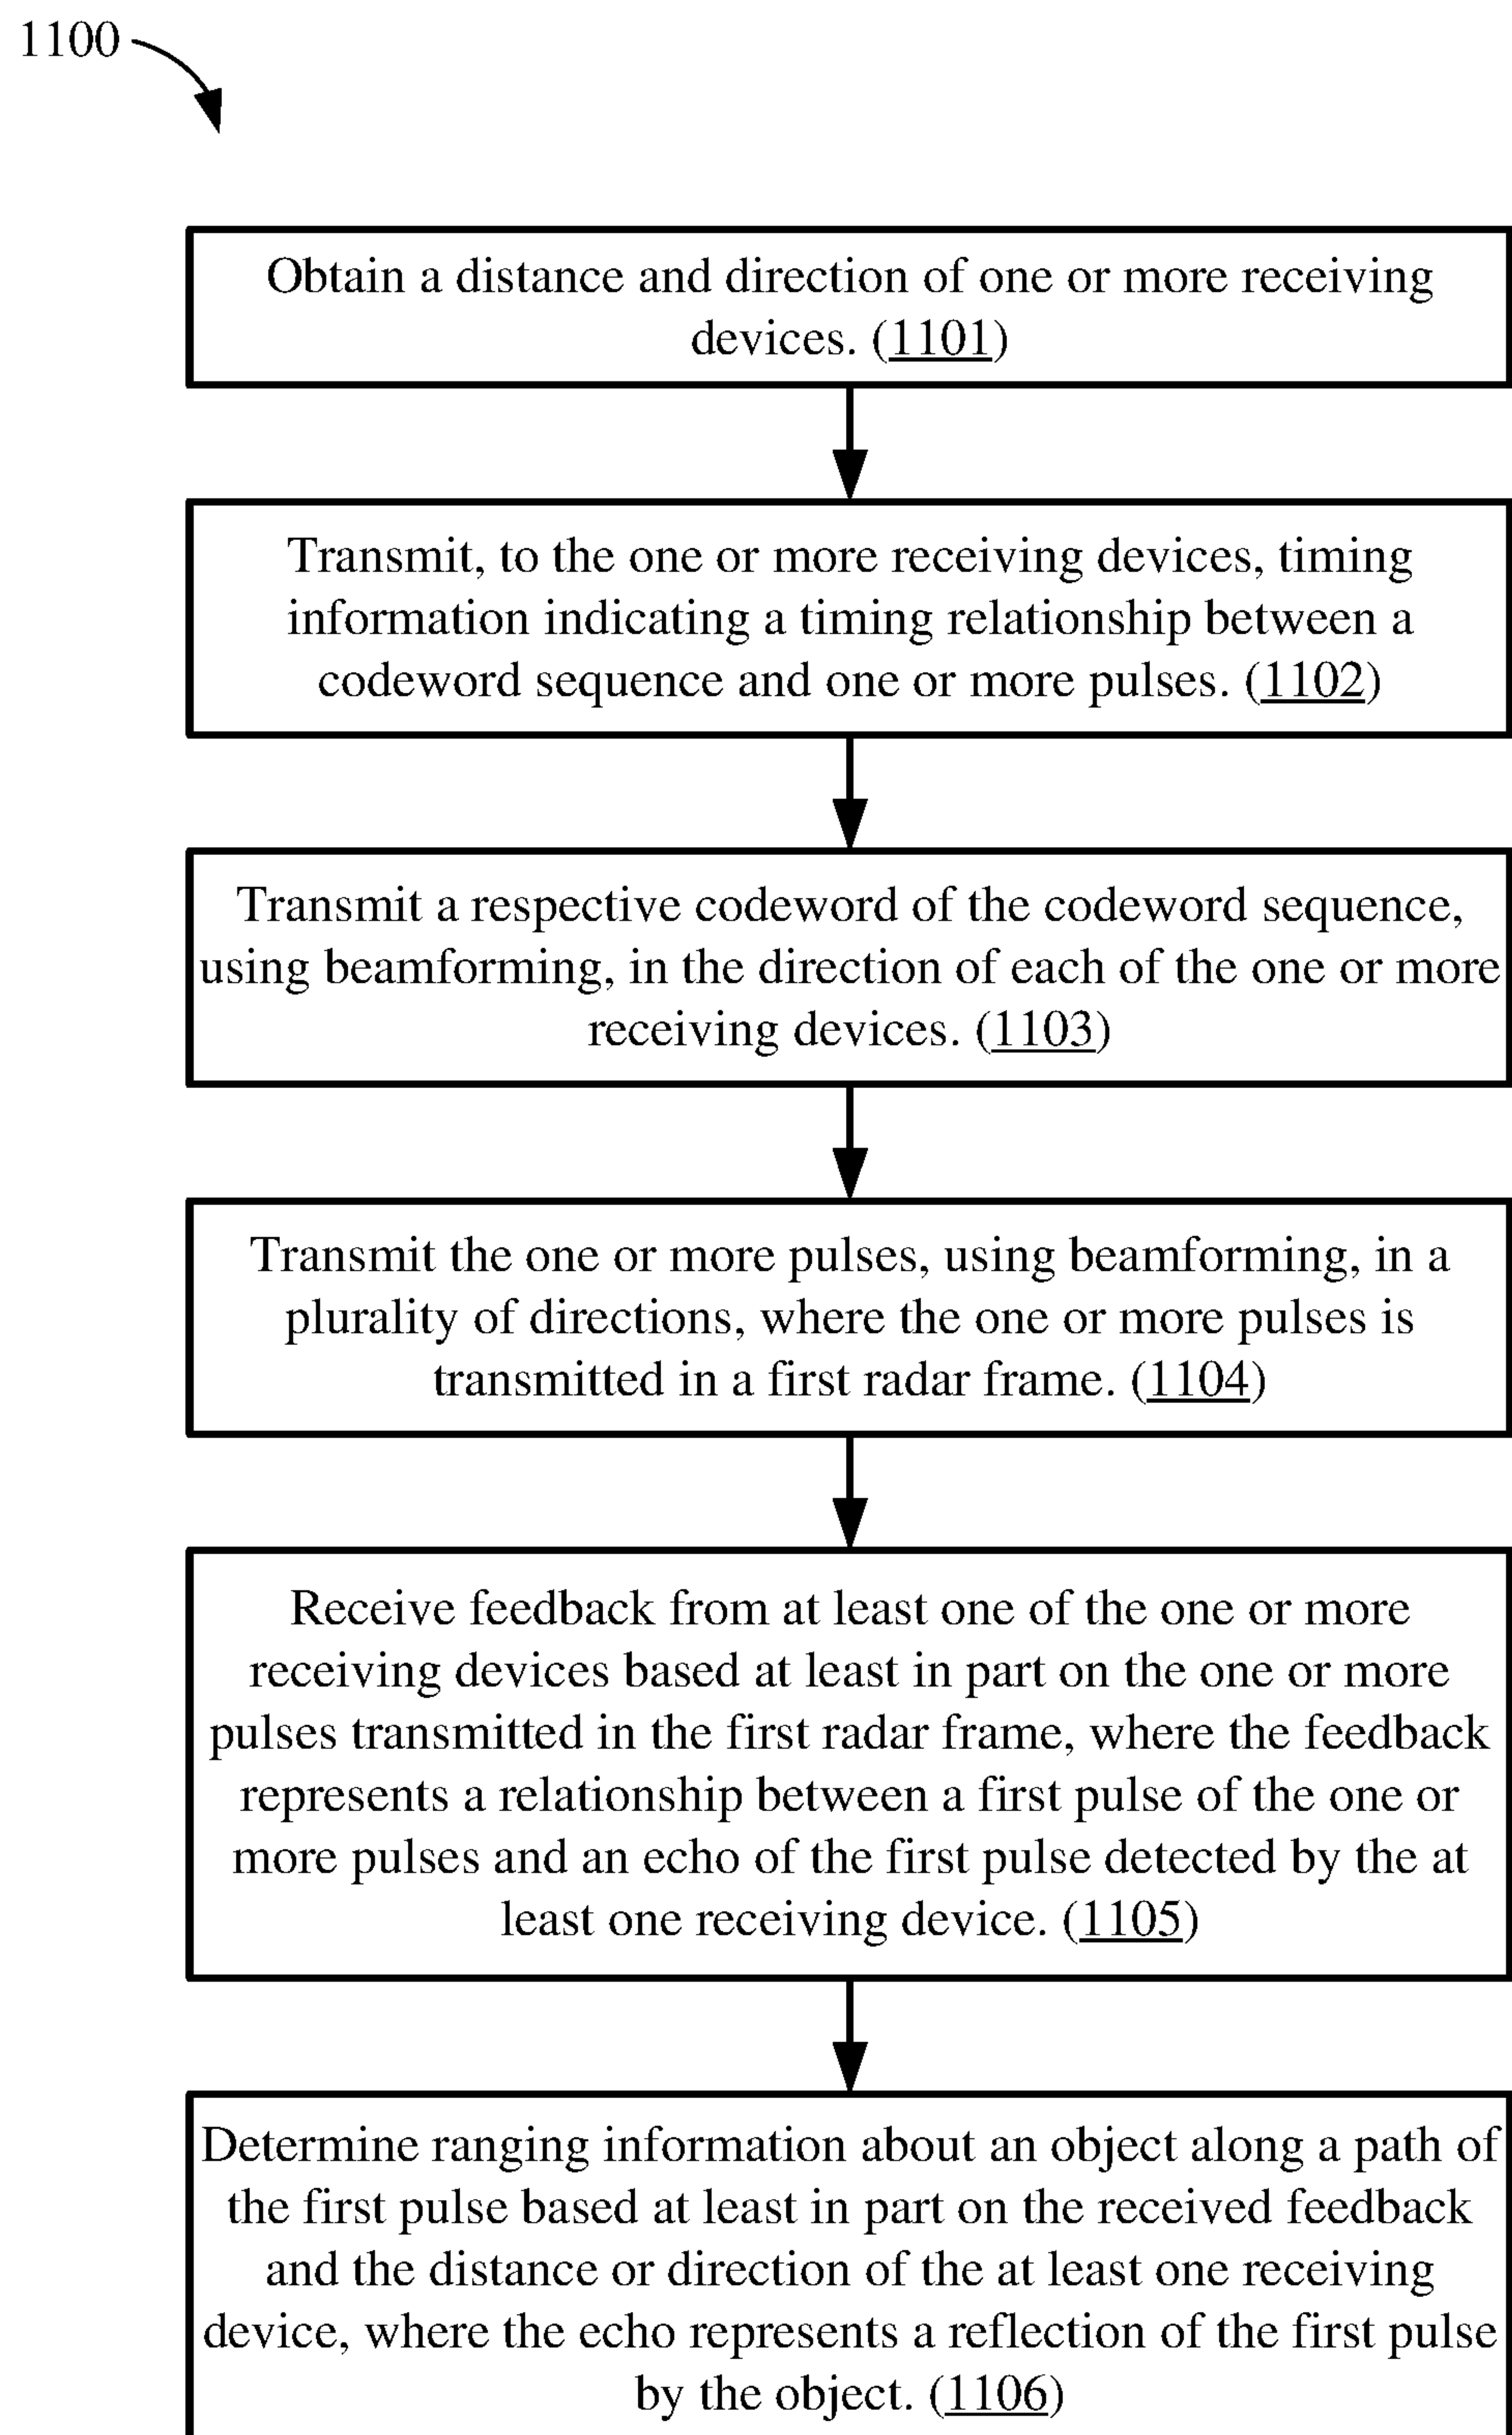 1100
Obtain a distance and direction of one or more receiving
devices. (1101)
Transmit, to the one or more receiving devices, timing
information indicating a timing relationship between a
codeword sequence and one or more pulses. (1102)
Transmit a respective codeword of the codeword sequence,
using beamforming, in the direction of each of the one or more
receiving devices. (1103)
Transmit the one or more pulses, using beamforming, in a
plurality of directions, where the one or more pulses is
transmitted in a first radar frame. (1104)
Receive feedback from at least one of the one or more
receiving devices based at least in part on the one or more
pulses transmitted in the first radar frame, where the feedback
represents a relationship between a first pulse of the one or
more pulses and an echo of the first pulse detected by the at
least one receiving device. (1105)
Determine ranging information about an object along a path of
the first pulse based at least in part on the received feedback
and the distance or direction of the at least one receiving
device, where the echo represents a reflection of the first pulse
by the object. (1106)